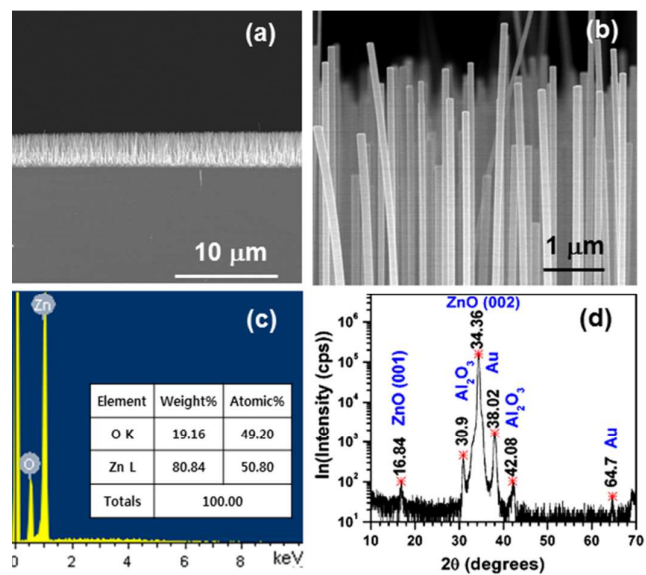 (a)
10 μm
(b)
1 μm
(c)
Zn
O
Element Weight% Atomic%
O K 19.16 49.20
Zn L 80.84 50.80
Totals 100.00
0 2 4 6 8
keV
(d)
ZnO (002)
ln(Intensity (cps))
10⁶
10⁵
10⁴
10³
10²
10¹
ZnO (001)
16.84
Al₂O₃
30.9
34.36
Au
38.02
Al₂O₃
42.08
Au
64.7
10 20 30 40 50 60 70
2θ (degrees)